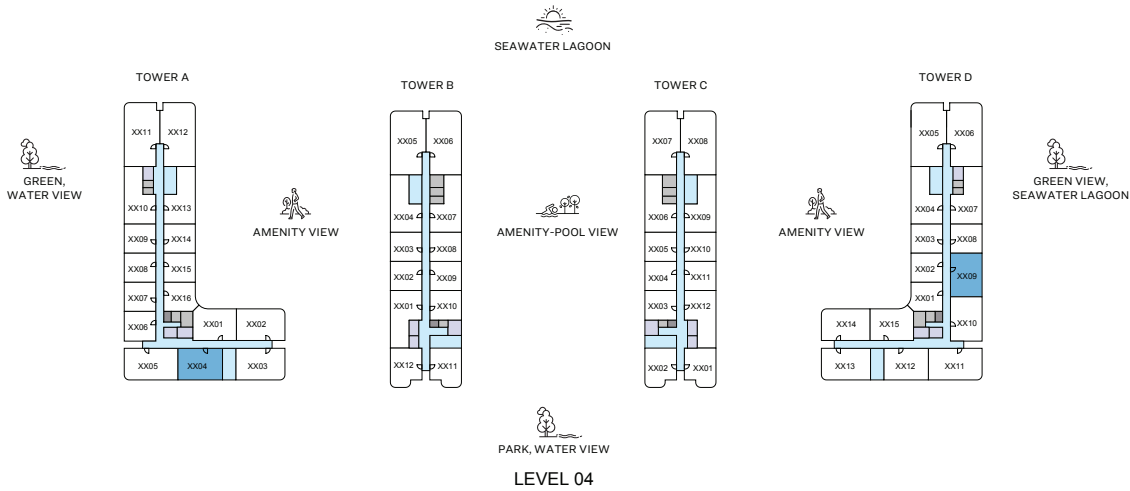 SEAWATER LAGOON
TOWER A
TOWER B
TOWER C
TOWER D
XX11 XX12
XX10 XX13
XX09 XX14
XX08 XX15
XX07 XX16
XX06 XX01 XX02
XX05 XX04 XX03
XX05 XX06
XX04 XX07
XX03 XX08
XX02 XX09
XX01 XX10
XX12 XX11
XX07 XX08
XX06 XX09
XX05 XX10
XX04 XX11
XX03 XX12
XX02 XX01
XX05 XX06
XX04 XX07
XX03 XX08
XX02 XX09
XX01
XX14 XX15 XX10
XX13 XX12 XX11
GREEN,
WATER VIEW
AMENITY VIEW
AMENITY-POOL VIEW
AMENITY VIEW
GREEN VIEW,
SEAWATER LAGOON
PARK, WATER VIEW
LEVEL 04